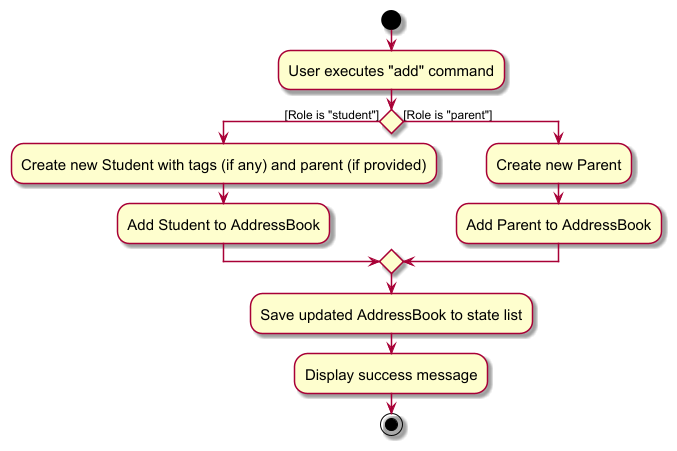 User executes "add" command
[Role is "student"]
[Role is "parent"]
Create new Student with tags (if any) and parent (if provided)
Create new Parent
Add Student to AddressBook
Add Parent to AddressBook
Save updated AddressBook to state list
Display success message